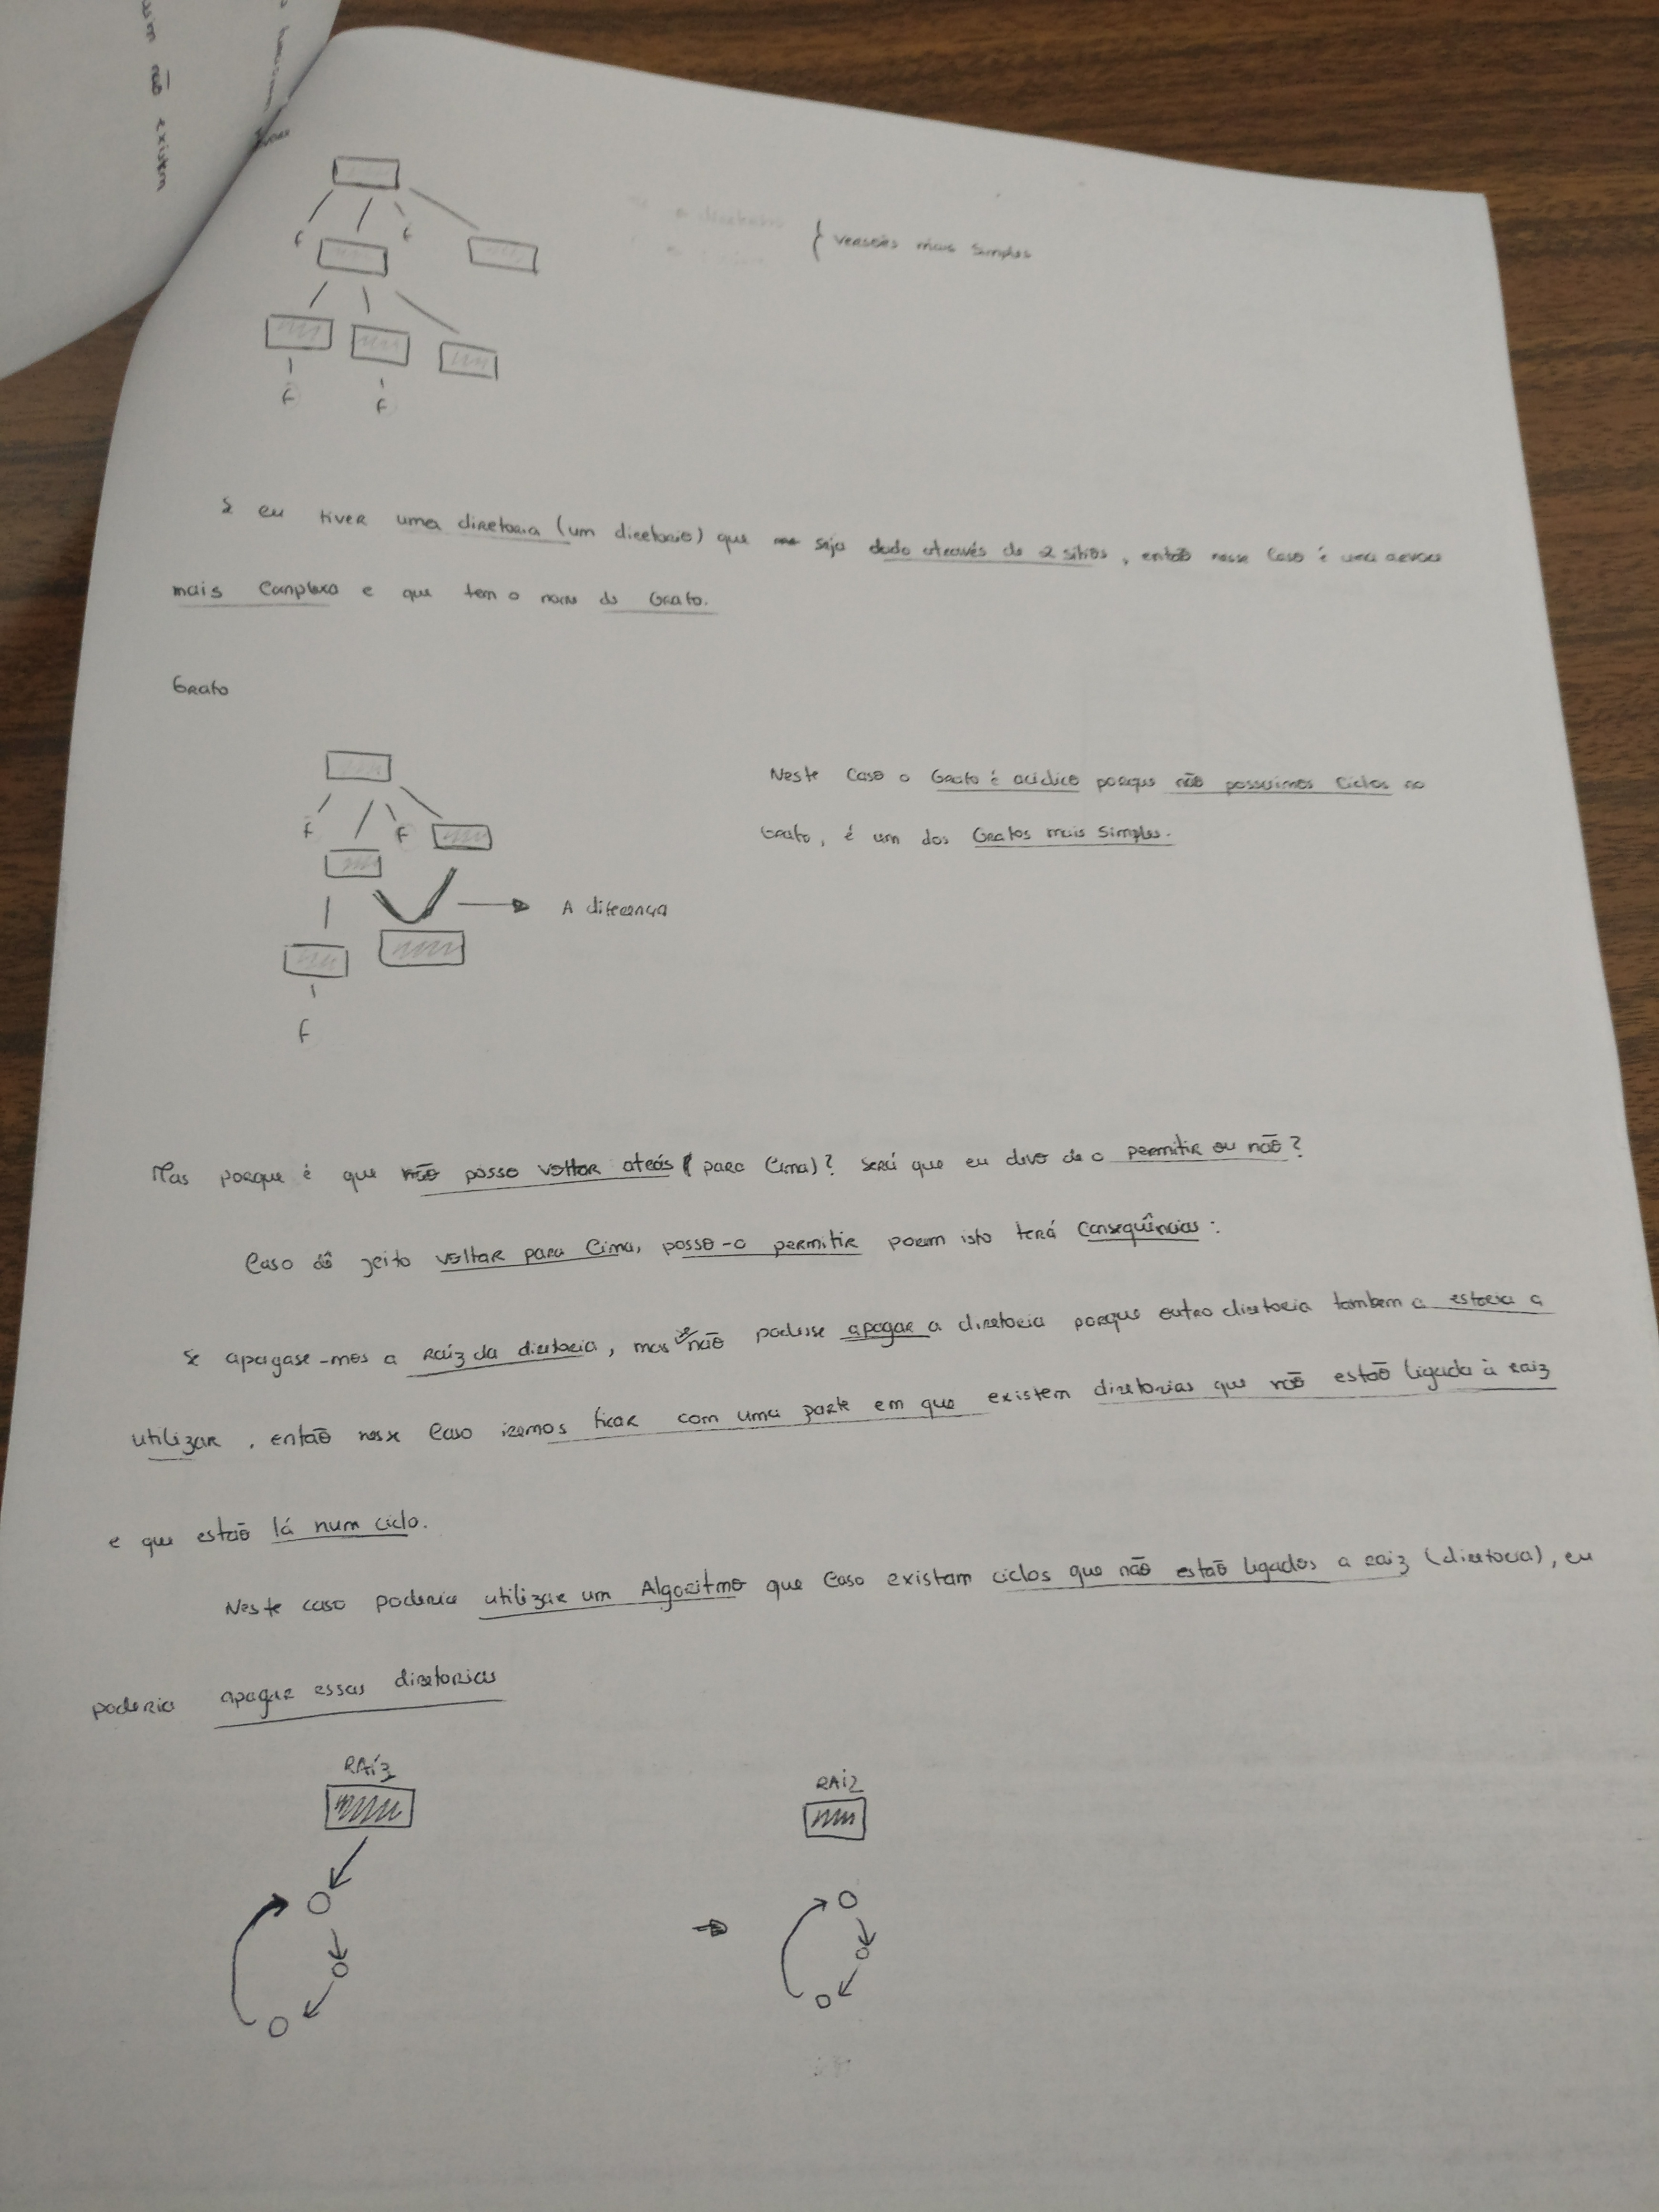 não existem
f
f
{ versões mais simples
f
f
Se eu tiver uma diretoria (um diretorio) que seja dado através de 2 sítios, então nesse caso é uma arvore
mais complexa e que tem o nome de Grafo.
Grafo
Neste caso o Grafo é aciclico porque não possuimos ciclos no
Grafo, é um dos Grafos mais simples.
f
f
→ A diferença
f
Mas porque é que não posso voltar atrás (para cima)? Será que eu devo de o permitir ou não?
Caso dê jeito voltar para cima, posso-o permitir porem isto terá consequências:
Se apagase-mos a raiz da diretoria, mas se não podesse apagar a diretoria porque outra diretoria tambem a estaria a
utilizar, então nesse caso iremos ficar com uma parte em que existem diretorias que não estão ligada à raiz
e que estão lá num ciclo.
Neste caso poderia utilizar um Algoritmo que caso existam ciclos que não estão ligados a raiz (diretoria), eu
poderia apagar essas diretorias
RAÍZ
RAIZ